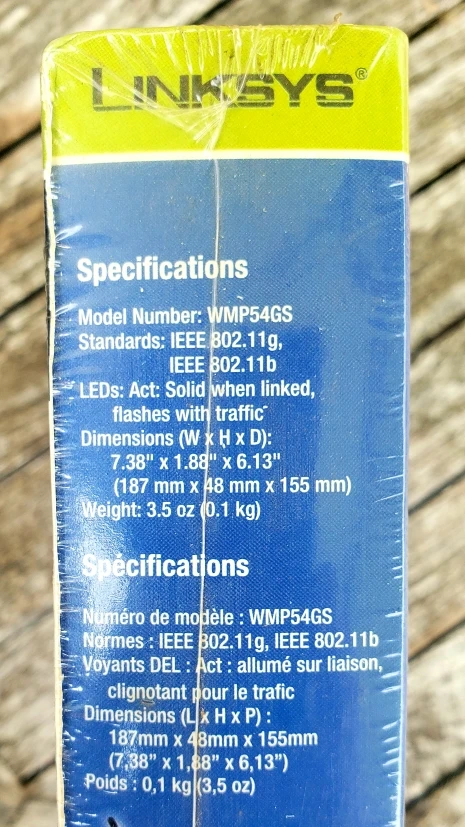 LINKSYS®
Specifications
Model Number: WMP54GS
Standards: IEEE 802.11g,
IEEE 802.11b
LEDs: Act: Solid when linked,
flashes with traffic
Dimensions (W x H x D):
7.38" x 1.88" x 6.13"
(187 mm x 48 mm x 155 mm)
Weight: 3.5 oz (0.1 kg)
Spécifications
Numéro de modèle : WMP54GS
Normes : IEEE 802.11g, IEEE 802.11b
Voyants DEL : Act : allumé sur liaison,
clignotant pour le trafic
Dimensions (L x H x P) :
187mm x 48mm x 155mm
(7,38" x 1,88" x 6,13")
Poids : 0,1 kg (3,5 oz)